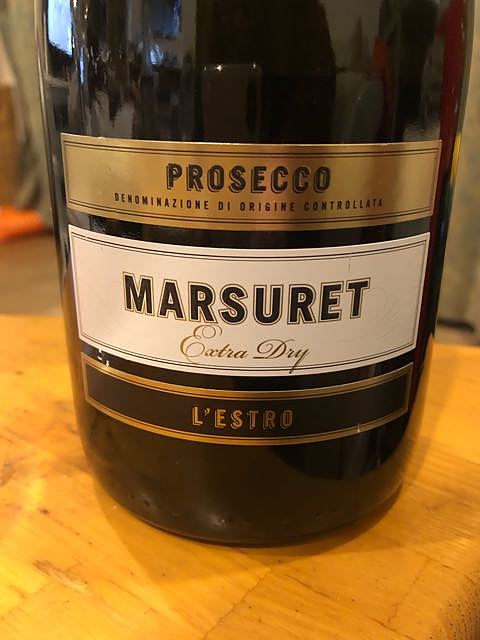 PROSECCO
DENOMINAZIONE DI ORIGINE CONTROLLATA
MARSURET
Extra Dry
L'ESTRO